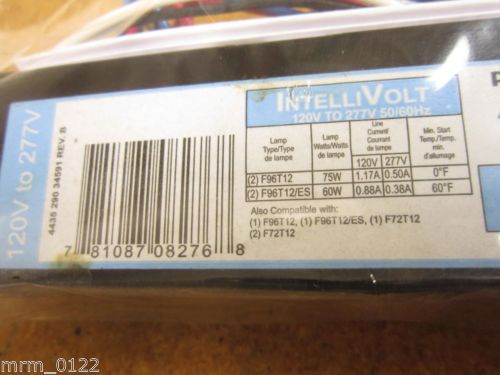 120V to 277V
4435 290 34591 REV. B
7 81087 08276 8
INTELLIVOLT
120V TO 277V 50/60Hz
Lamp Type/Type de lampe
Lamp Watts/Watts de lampe
Line Current/Courant de lampe
Min. Start Temp./Temp. min. d'allumage
120V 277V
(2) F96T12 75W 1.17A 0.50A 0°F
(2) F96T12/ES 60W 0.88A 0.38A 60°F
Also Compatible with:
(1) F96T12, (1) F96T12/ES, (1) F72T12
(2) F72T12
mrm_0122